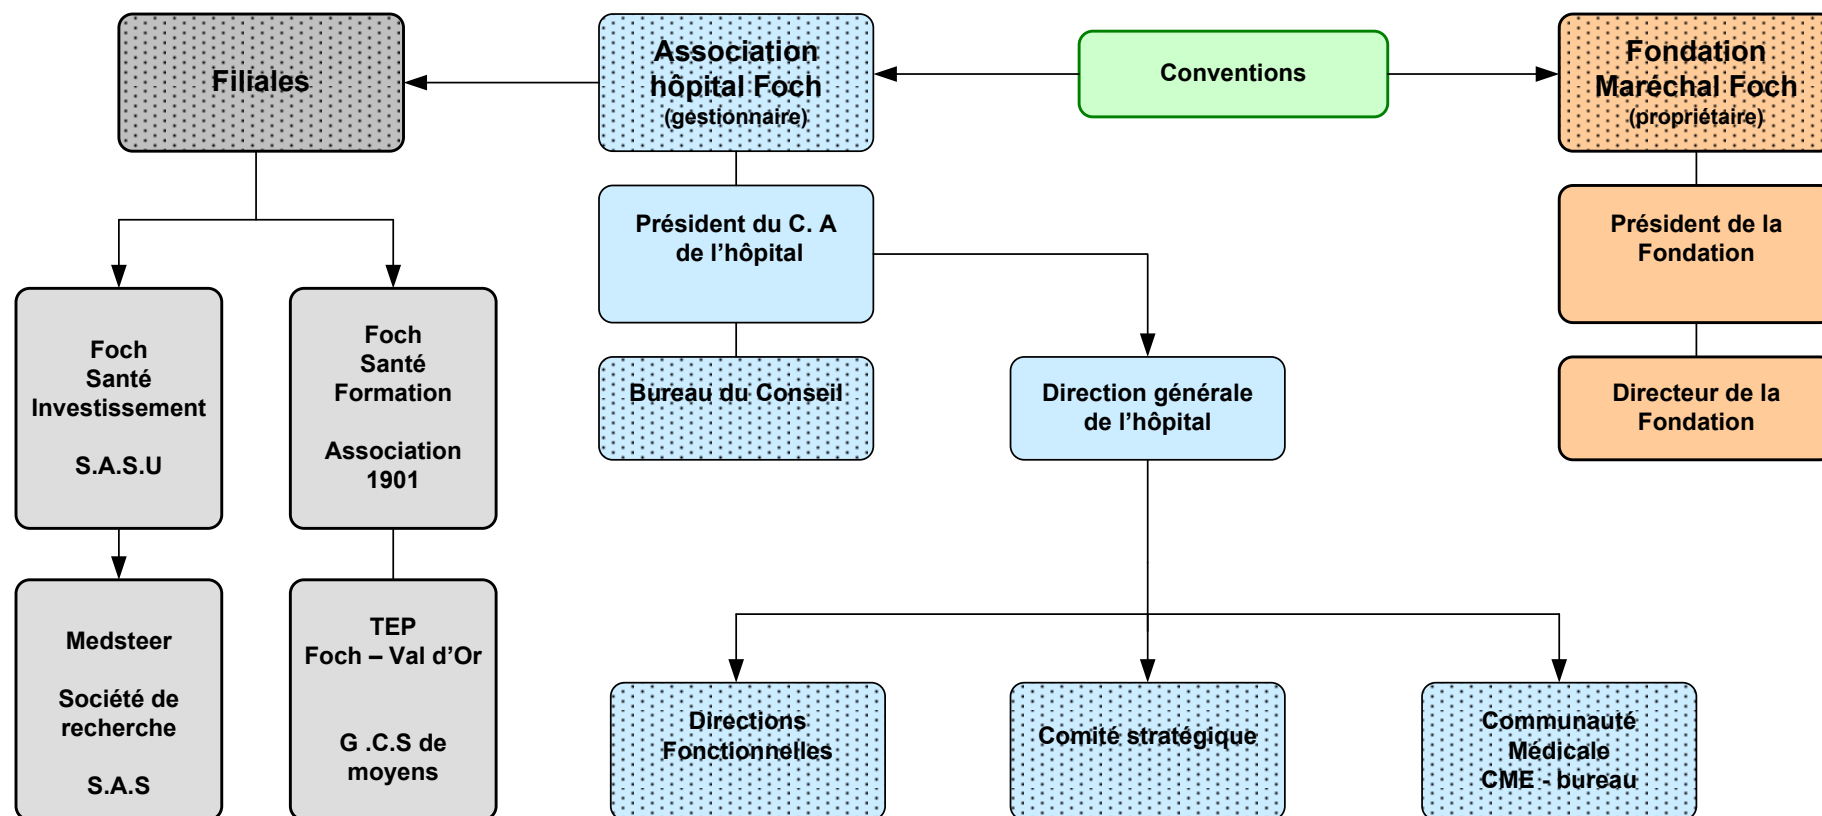 Filiales
Association
hôpital Foch
(gestionnaire)
Conventions
Fondation
Maréchal Foch
(propriétaire)
Président du C. A
de l’hôpital
Président de la
Fondation
Foch
Santé
Investissement
S.A.S.U
Foch
Santé
Formation
Association
1901
Bureau du Conseil
Direction générale
de l’hôpital
Directeur de la
Fondation
Medsteer
Société de
recherche
S.A.S
TEP
Foch – Val d’Or
G .C.S de
moyens
Directions
Fonctionnelles
Comité stratégique
Communauté
Médicale
CME - bureau